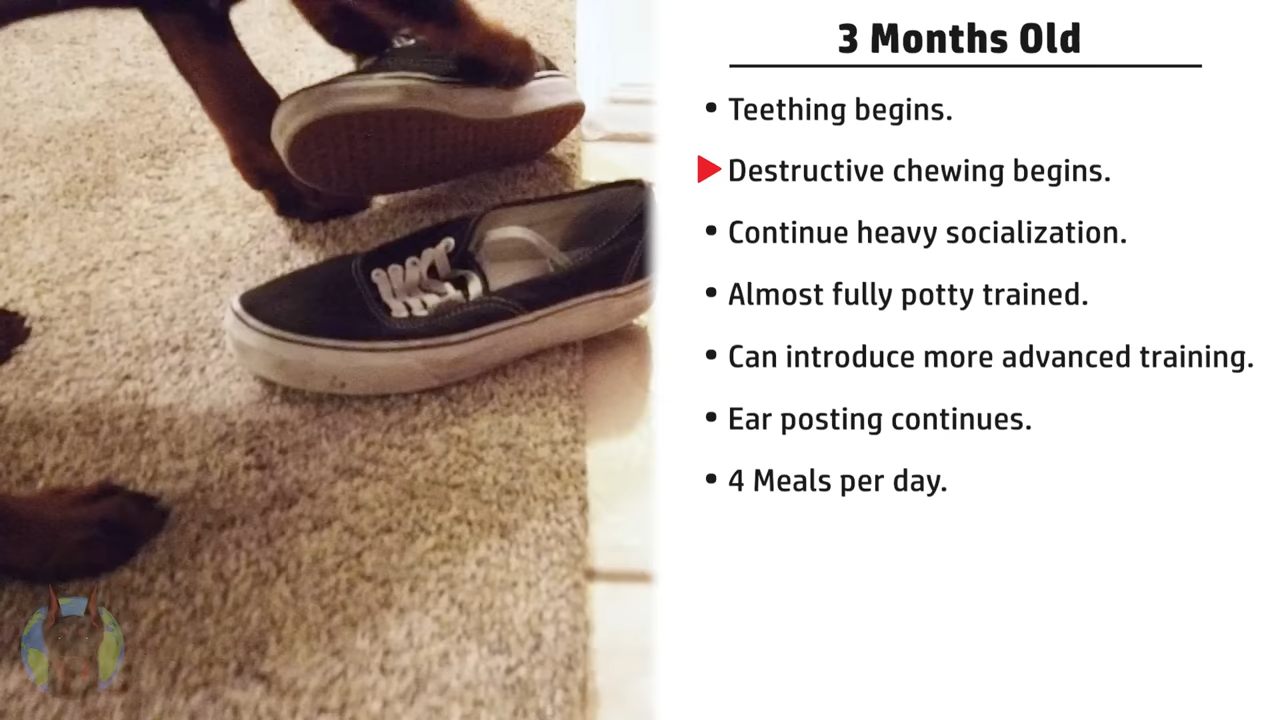 3 Months Old
• Teething begins.
Destructive chewing begins.
• Continue heavy socialization.
• Almost fully potty trained.
• Can introduce more advanced training.
• Ear posting continues.
• 4 Meals per day.